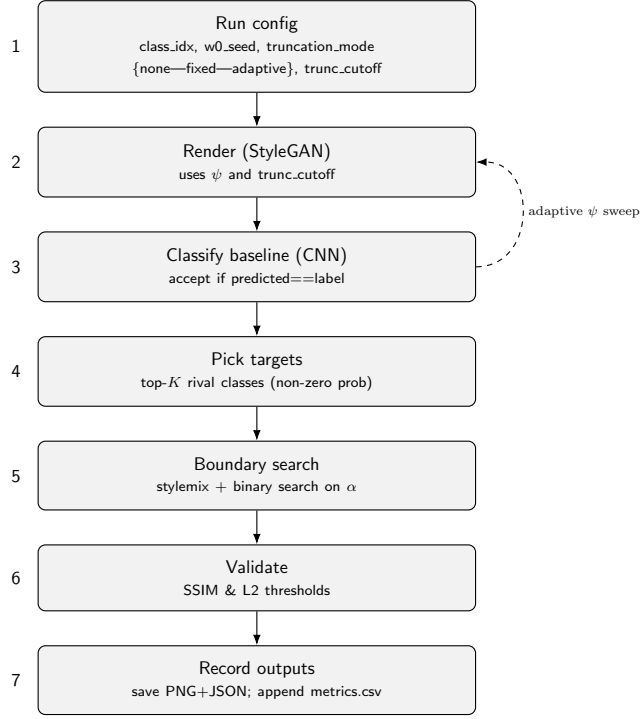 1
Run config
class_idx, w0_seed, truncation_mode
{none—fixed—adaptive}, trunc_cutoff
2
Render (StyleGAN)
uses ψ and trunc_cutoff
adaptive ψ sweep
3
Classify baseline (CNN)
accept if predicted==label
4
Pick targets
top-K rival classes (non-zero prob)
5
Boundary search
stylemix + binary search on α
6
Validate
SSIM & L2 thresholds
7
Record outputs
save PNG+JSON; append metrics.csv